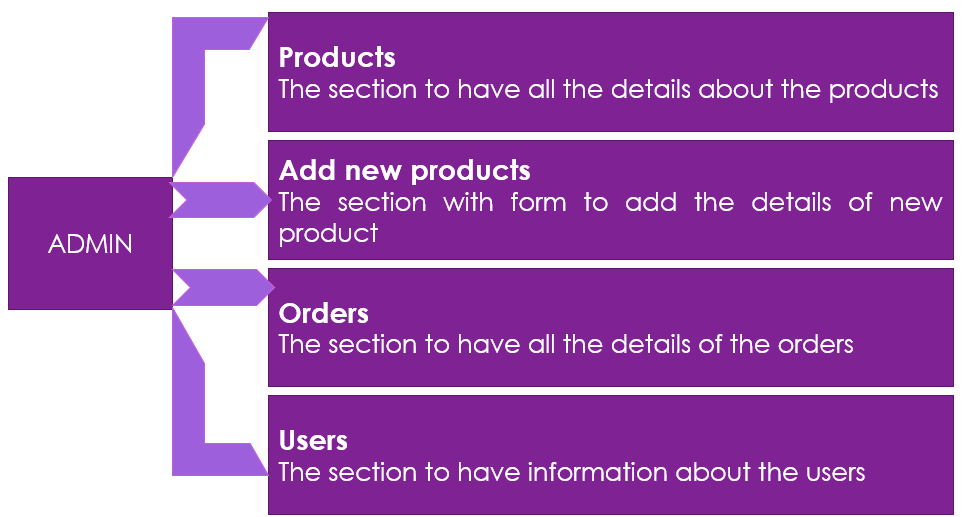 ADMIN
Products
The section to have all the details about the products
Add new products
The section with form to add the details of new
product
Orders
The section to have all the details of the orders
Users
The section to have information about the users